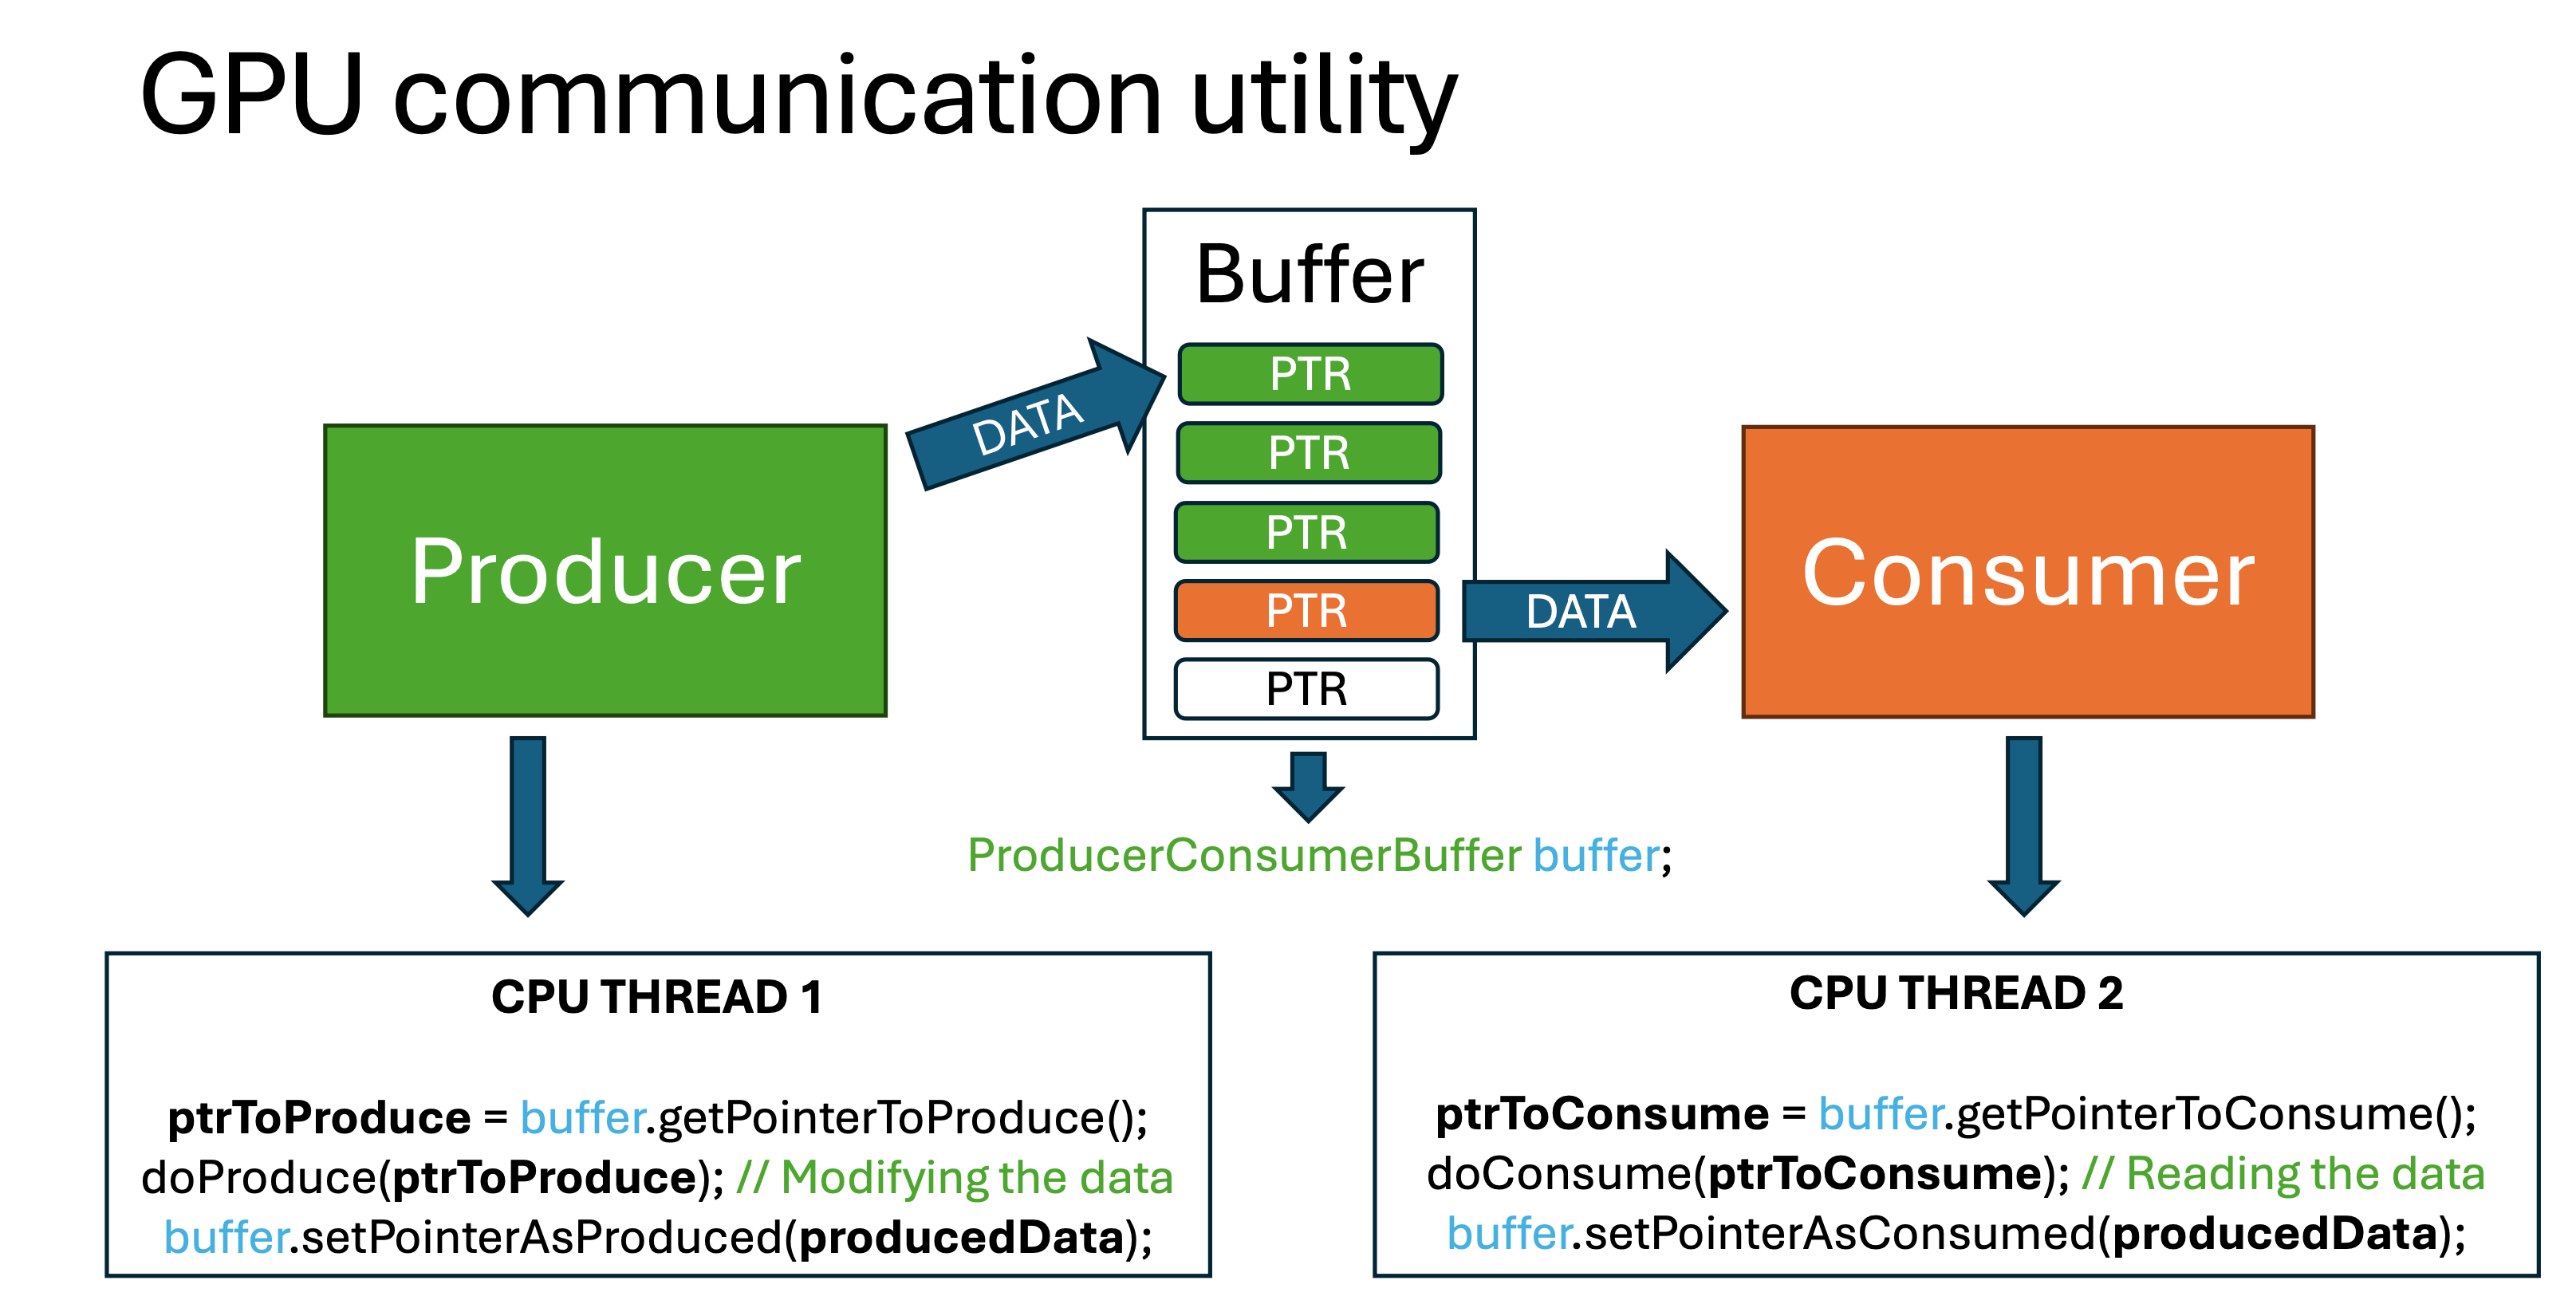 GPU communication utility
Buffer
PTR
PTR
PTR
PTR
PTR
DATA
DATA
Producer
Consumer
ProducerConsumerBuffer buffer;
CPU THREAD 1
ptrToProduce = buffer.getPointerToProduce();
doProduce(ptrToProduce); // Modifying the data
buffer.setPointerAsProduced(producedData);
CPU THREAD 2
ptrToConsume = buffer.getPointerToConsume();
doConsume(ptrToConsume); // Reading the data
buffer.setPointerAsConsumed(producedData);